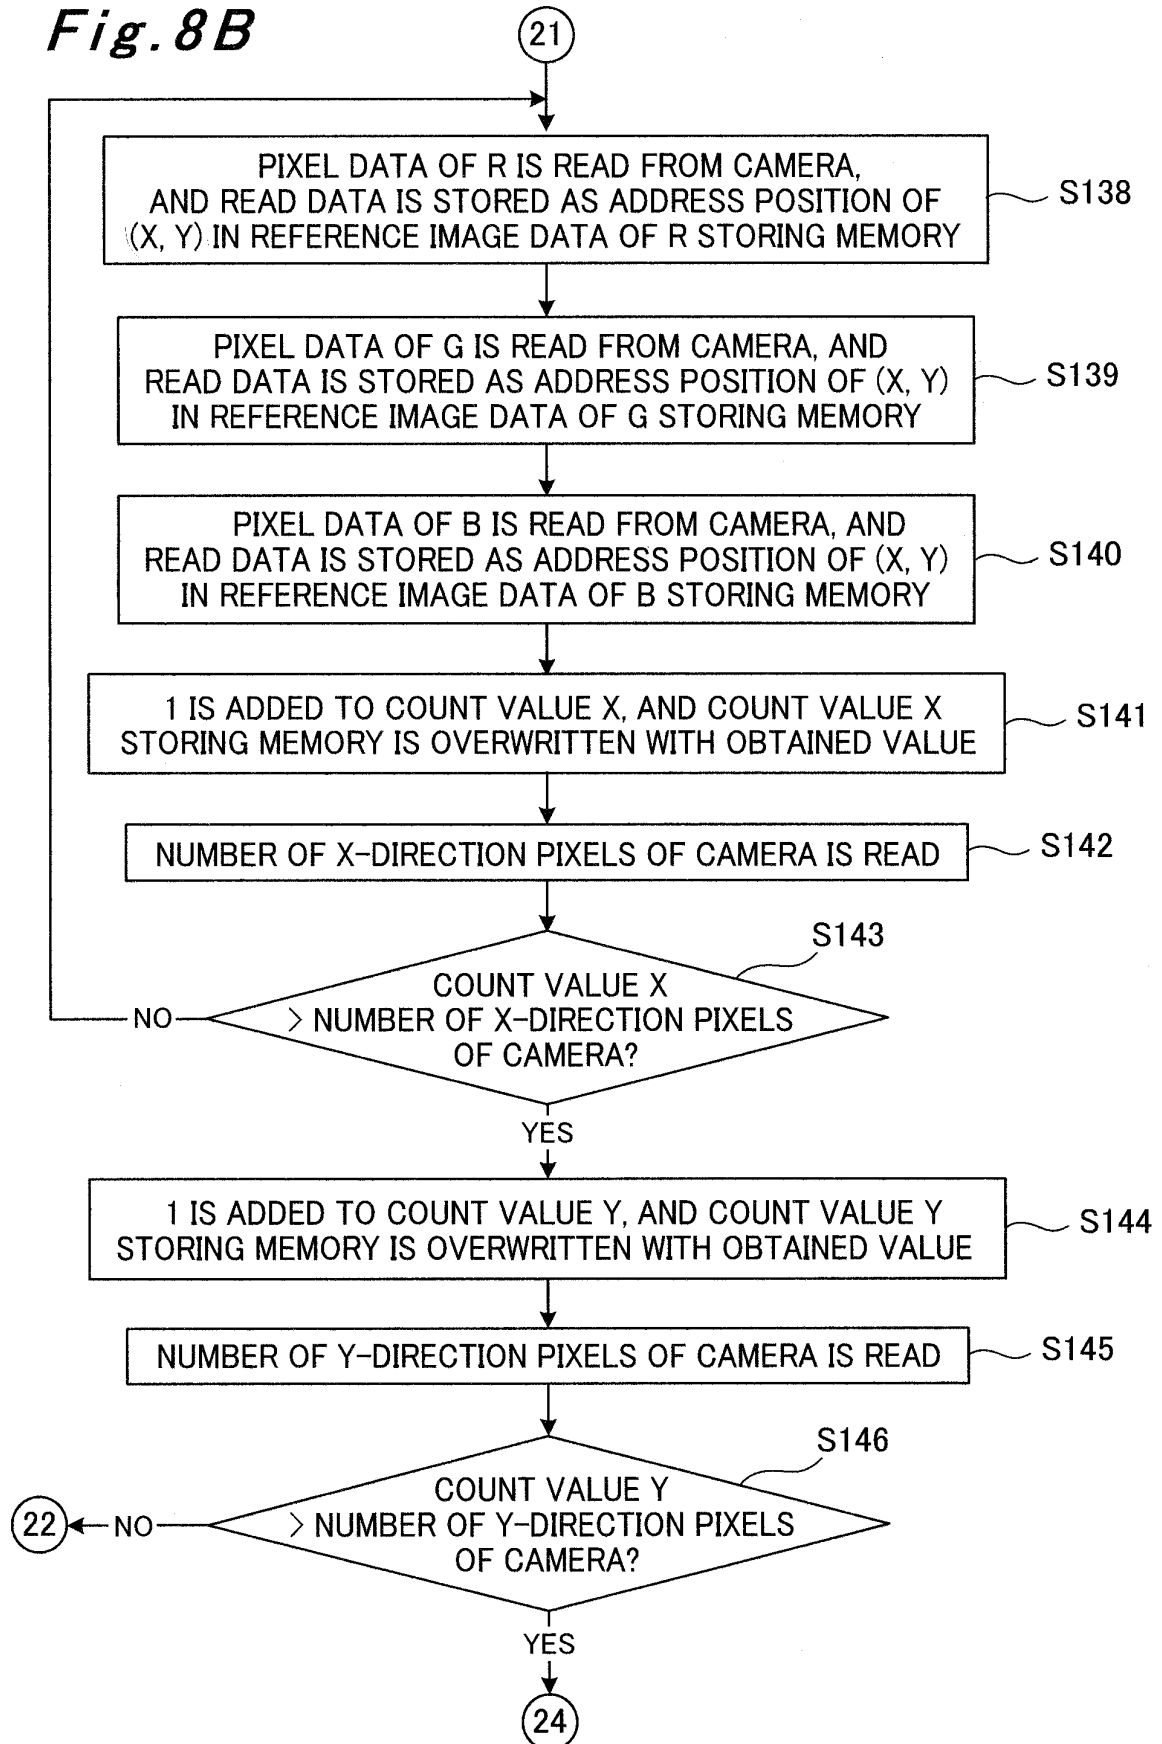 Fig.8B
21
PIXEL DATA OF R IS READ FROM CAMERA,
AND READ DATA IS STORED AS ADDRESS POSITION OF
(X, Y) IN REFERENCE IMAGE DATA OF R STORING MEMORY
S138
PIXEL DATA OF G IS READ FROM CAMERA, AND
READ DATA IS STORED AS ADDRESS POSITION OF (X, Y)
IN REFERENCE IMAGE DATA OF G STORING MEMORY
S139
PIXEL DATA OF B IS READ FROM CAMERA, AND
READ DATA IS STORED AS ADDRESS POSITION OF (X, Y)
IN REFERENCE IMAGE DATA OF B STORING MEMORY
S140
1 IS ADDED TO COUNT VALUE X, AND COUNT VALUE X
STORING MEMORY IS OVERWRITTEN WITH OBTAINED VALUE
S141
NUMBER OF X-DIRECTION PIXELS OF CAMERA IS READ
S142
S143
COUNT VALUE X
> NUMBER OF X-DIRECTION PIXELS
OF CAMERA?
NO
YES
1 IS ADDED TO COUNT VALUE Y, AND COUNT VALUE Y
STORING MEMORY IS OVERWRITTEN WITH OBTAINED VALUE
S144
NUMBER OF Y-DIRECTION PIXELS OF CAMERA IS READ
S145
S146
COUNT VALUE Y
> NUMBER OF Y-DIRECTION PIXELS
OF CAMERA?
NO
22
YES
24